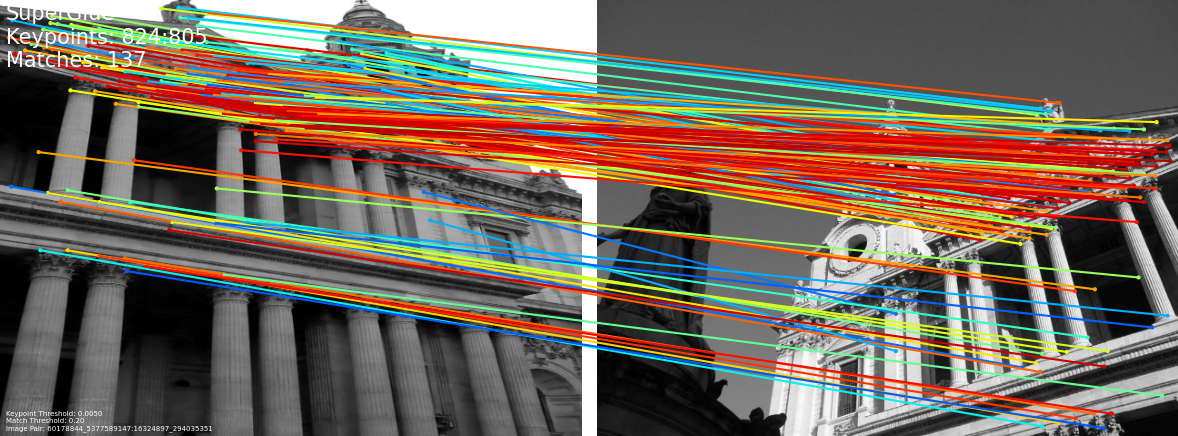 SuperGlue
Keypoints: 824:805
Matches: 137
Keypoint Threshold: 0.0050
Match Threshold: 0.20
Image Pair: 60178844_5377589147:16324897_294035351